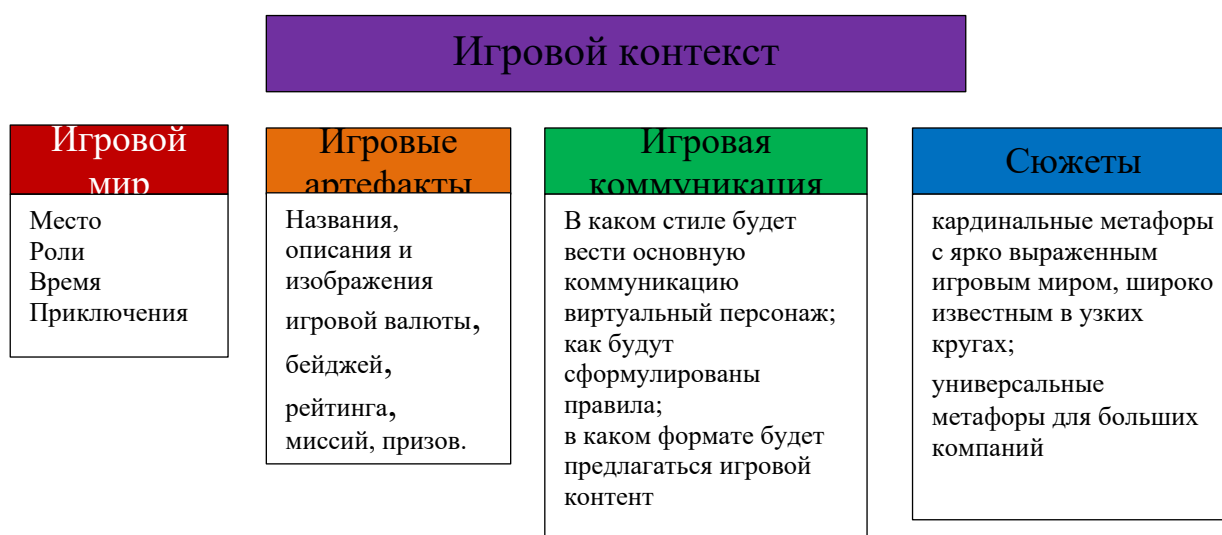 Игровой контекст
Игровой
мир
Место
Роли
Время
Приключения
Игровые
артефакты
Названия,
описания и
изображения
игровой валюты,
бейджей,
рейтинга,
миссий, призов.
Игровая
коммуникация
В каком стиле будет
вести основную
коммуникацию
виртуальный персонаж;
как будут
сформулированы
правила;
в каком формате будет
предлагаться игровой
контент
Сюжеты
кардинальные метафоры
с ярко выраженным
игровым миром, широко
известным в узких
кругах;
универсальные
метафоры для больших
компаний